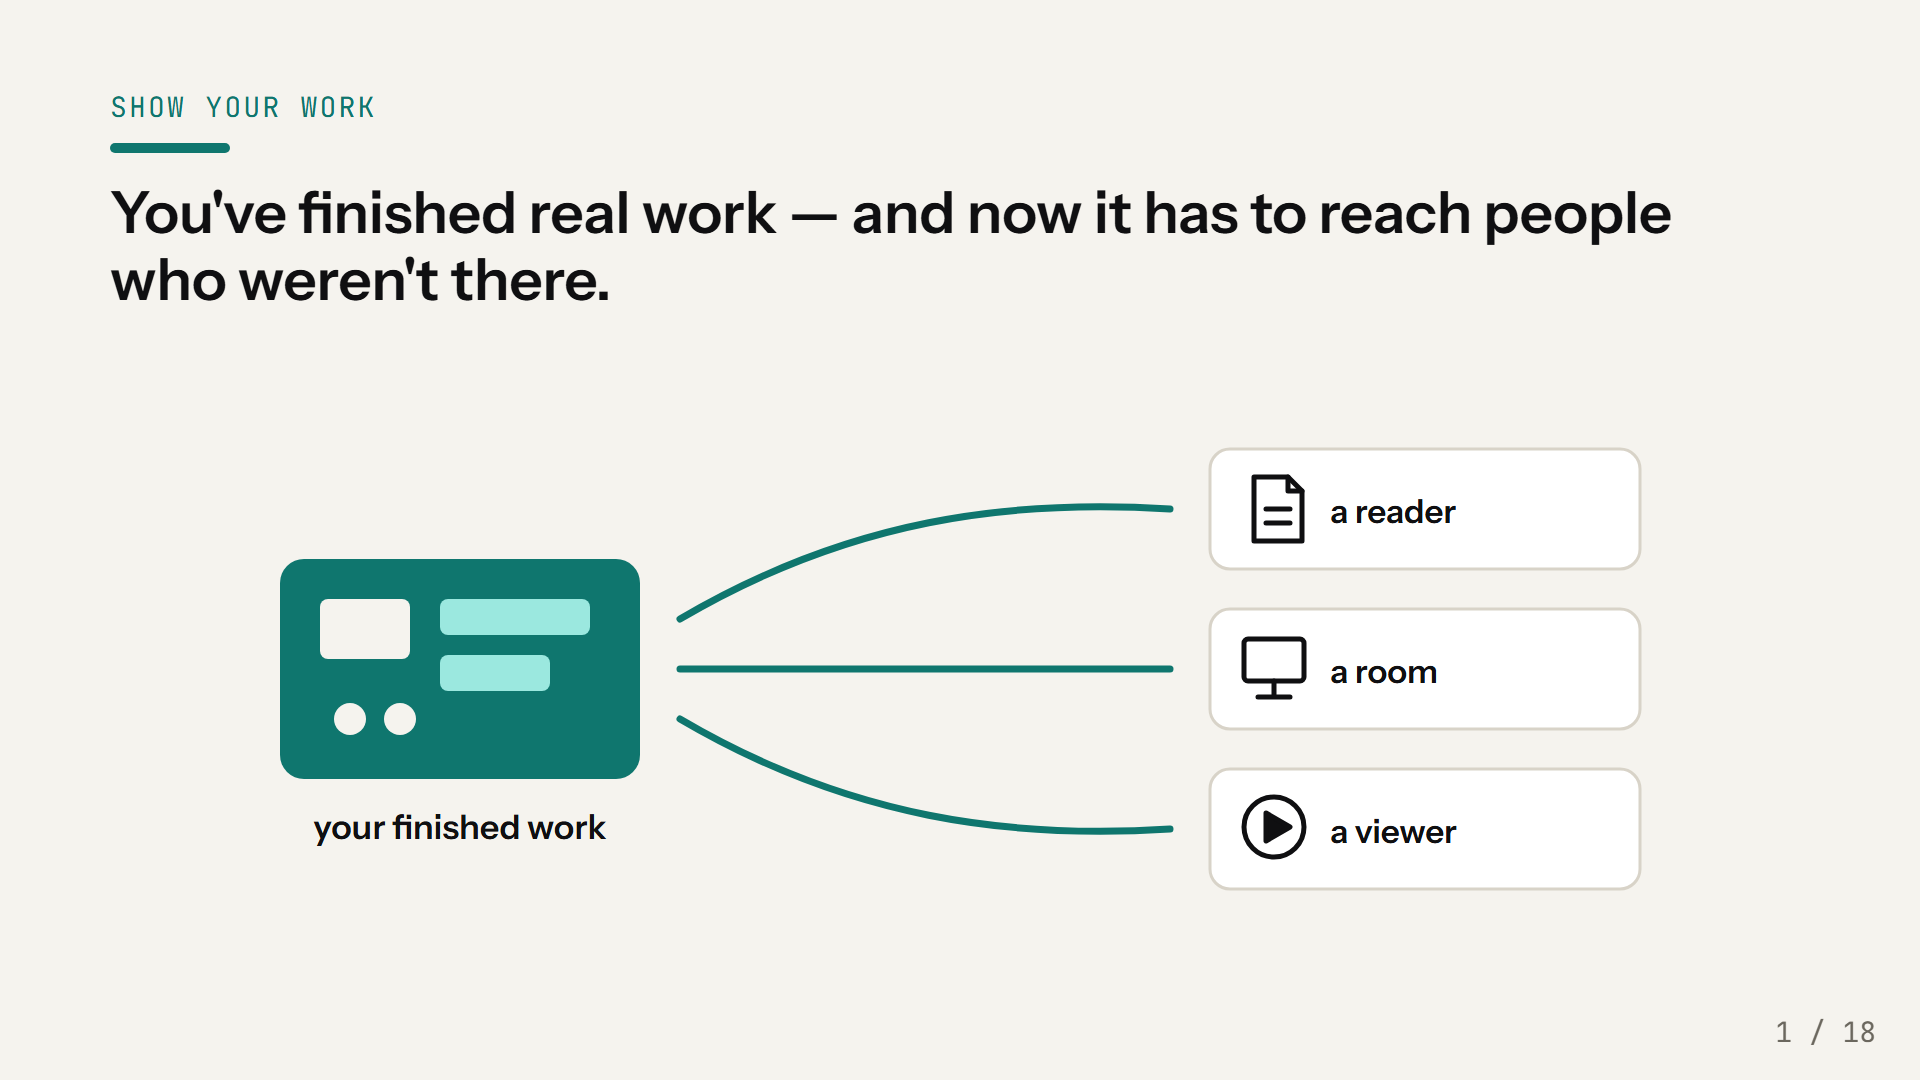 SHOW YOUR WORK
You've finished real work — and now it has to reach people
who weren't there.
a reader
a room
your finished work
a viewer
1 / 18